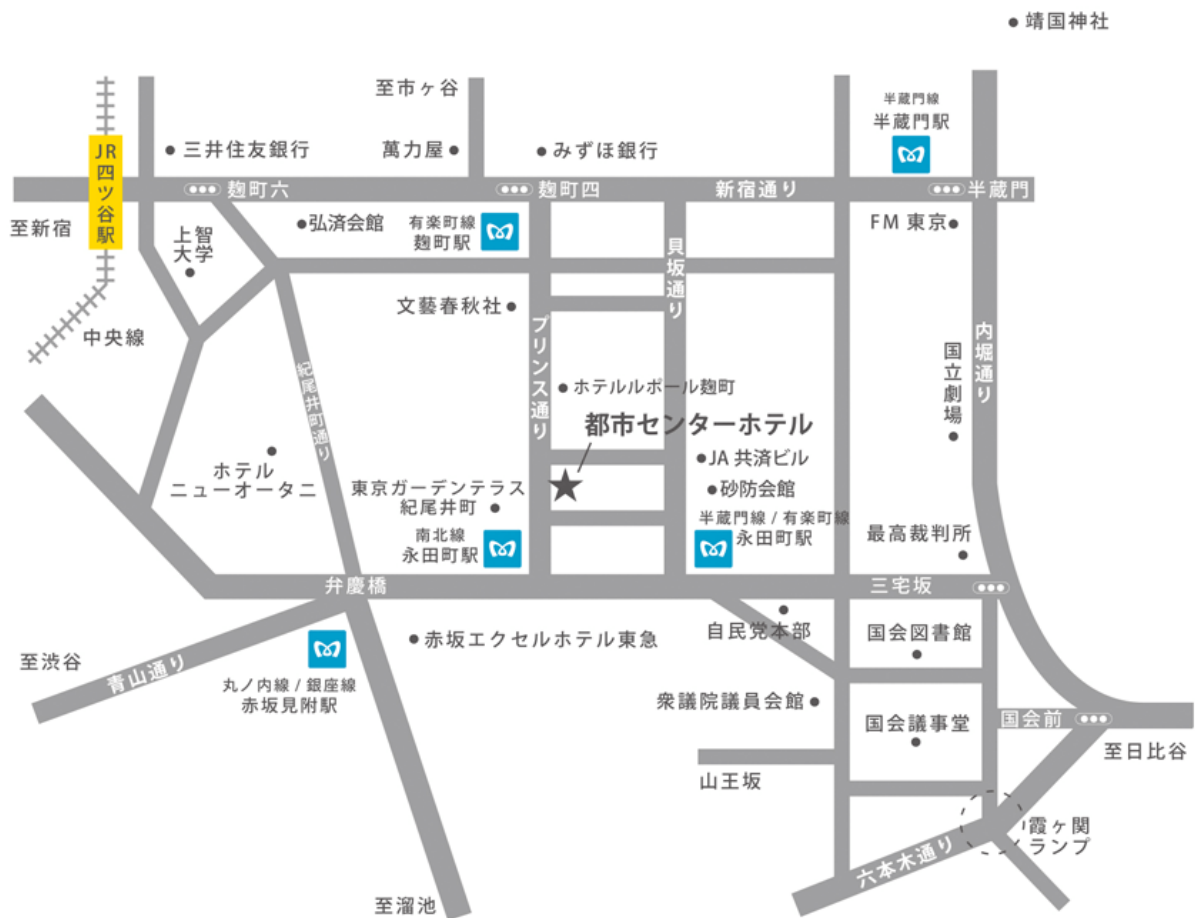 靖国神社
至市ヶ谷
半蔵門線
半蔵門駅
JR四ツ谷駅
三井住友銀行
萬力屋
みずほ銀行
麹町六
麹町四
新宿通り
半蔵門
至新宿
上智
大学
弘済会館
有楽町線
麹町駅
貝坂通り
FM 東京
文藝春秋社
中央線
プリンス通り
内堀通り
国立劇場
紀尾井町通り
ホテルルポール麹町
都市センターホテル
ホテル
ニューオータニ
JA 共済ビル
東京ガーデンテラス
紀尾井町
砂防会館
南北線
永田町駅
半蔵門線 / 有楽町線
永田町駅
最高裁判所
弁慶橋
三宅坂
赤坂エクセルホテル東急
自民党本部
国会図書館
至渋谷
青山通り
丸ノ内線 / 銀座線
赤坂見附駅
衆議院議員会館
国会議事堂
国会前
至日比谷
山王坂
霞ヶ関
ランプ
六本木通り
至溜池